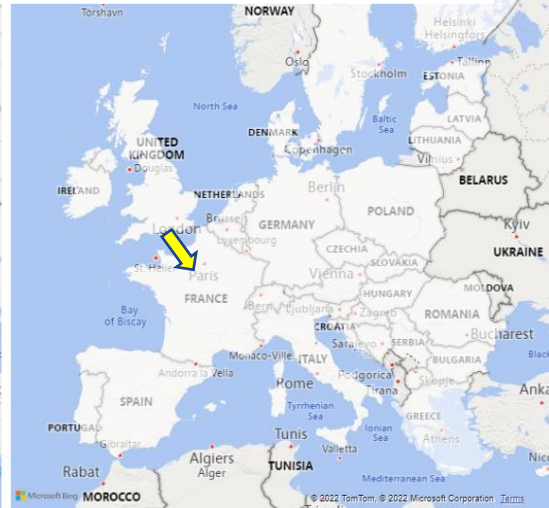 Torshavn
NORWAY
Helsinki
Helsingfors
Oslo
Tallinn
Stockholm
ESTONIA
North Sea
Baltic
Sea
LATVIA
DENMARK
LITHUANIA
UNITED
KINGDOM
Copenhagen
Vilnius
Douglas
BELARUS
IRELAND
NETHERLANDS
Berlin
POLAND
London
Brussels
GERMANY
Kyiv
Luxembourg
CZECHIA
UKRAINE
SLOVAKIA
St. Helier
Paris
Vienna
HUNGARY
MOLDOVA
FRANCE
Bern
Ljubljana
Zagreb
ROMANIA
Bay
of Biscay
CROATIA
Bucharest
Sarajevo
SERBIA
Monaco-Ville
ITALY
BULGARIA
Black
Andorra la Vella
Podgorica
Skopje
Rome
Tirana
Anka
SPAIN
Tyrrhenian
Sea
GREECE
PORTUGAL
Ionian
Sea
Athens
Gibraltar
Tunis
Valletta
Nico
Algiers
Alger
Rabat
TUNISIA
Mediterranean Sea
Microsoft Bing
MOROCCO
© 2022 TomTom, © 2022 Microsoft Corporation Terms